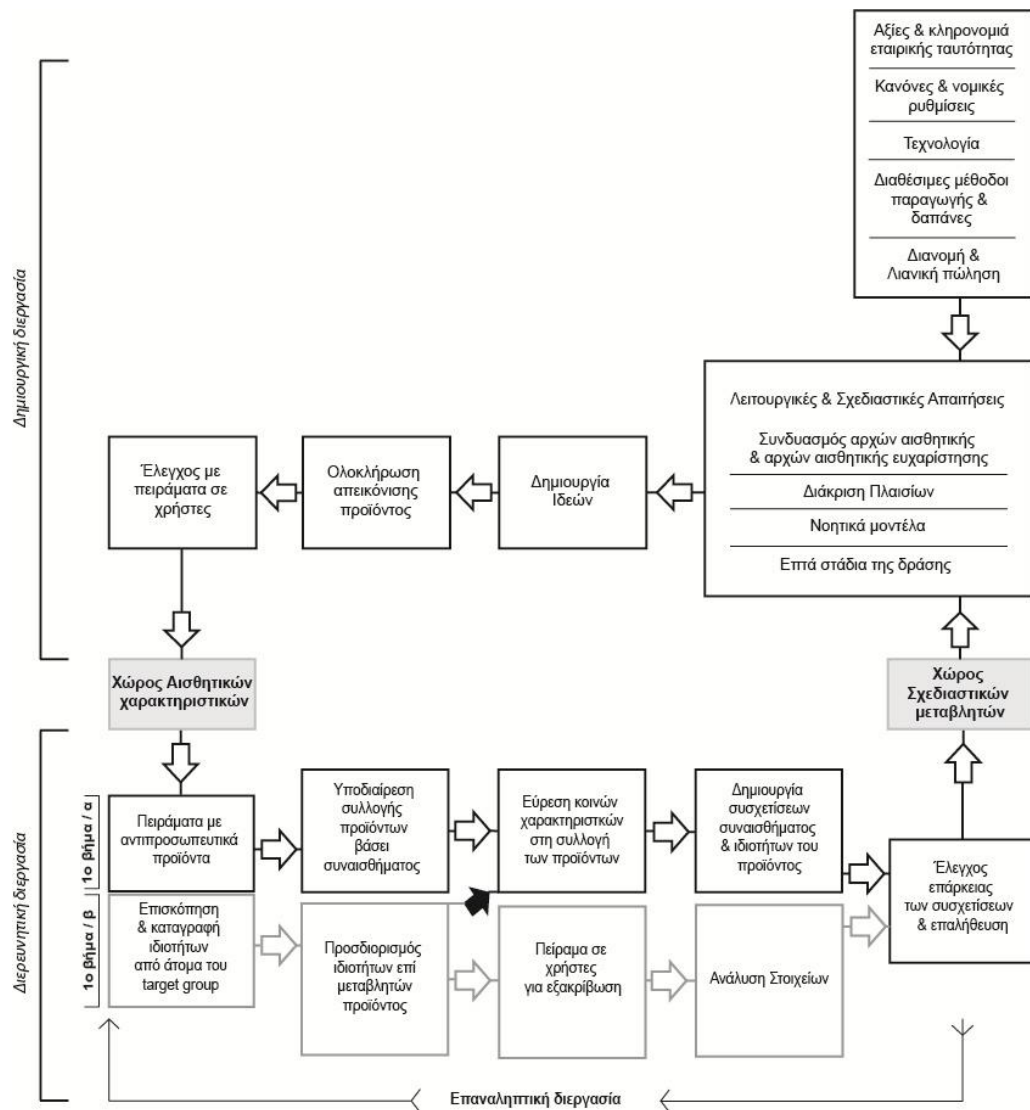 Αξίες & κληρονομιά
εταιρικής ταυτότητας
Κανόνες & νομικές
ρυθμίσεις
Τεχνολογία
Διαθέσιμες μέθοδοι
παραγωγής &
δαπάνες
Διανομή &
Λιανική πώληση
Δημιουργική διεργασία
Λειτουργικές & Σχεδιαστικές Απαιτήσεις
Συνδυασμός αρχών αισθητικής
& αρχών αισθητικής ευχαρίστησης
Διάκριση Πλαισίων
Νοητικά μοντέλα
Επτά στάδια της δράσης
Δημιουργία
Ιδεών
Ολοκλήρωση
απεικόνισης
προϊόντος
Έλεγχος με
πειράματα σε
χρήστες
Χώρος Αισθητικών
χαρακτηριστικών
Χώρος
Σχεδιαστικών
μεταβλητών
Διερευνητική διεργασία
1ο βήμα / α
Πειράματα με
αντιπροσωπευτικά
προϊόντα
Υποδιαίρεση
συλλογής
προϊόντων
βάσει
συναισθήματος
Εύρεση κοινών
χαρακτηριστικών
στη συλλογή
των προϊόντων
Δημιουργία
συσχετίσεων
συναισθήματος
& ιδιοτήτων του
προϊόντος
Έλεγχος
επάρκειας
των συσχετίσεων
& επαλήθευση
1ο βήμα / β
Επισκόπηση
& καταγραφή
ιδιοτήτων
από άτομα του
target group
Προσδιορισμός
ιδιοτήτων επί
μεταβλητών
προϊόντος
Πείραμα σε
χρήστες
για εξακρίβωση
Ανάλυση Στοιχείων
Επαναληπτική διεργασία